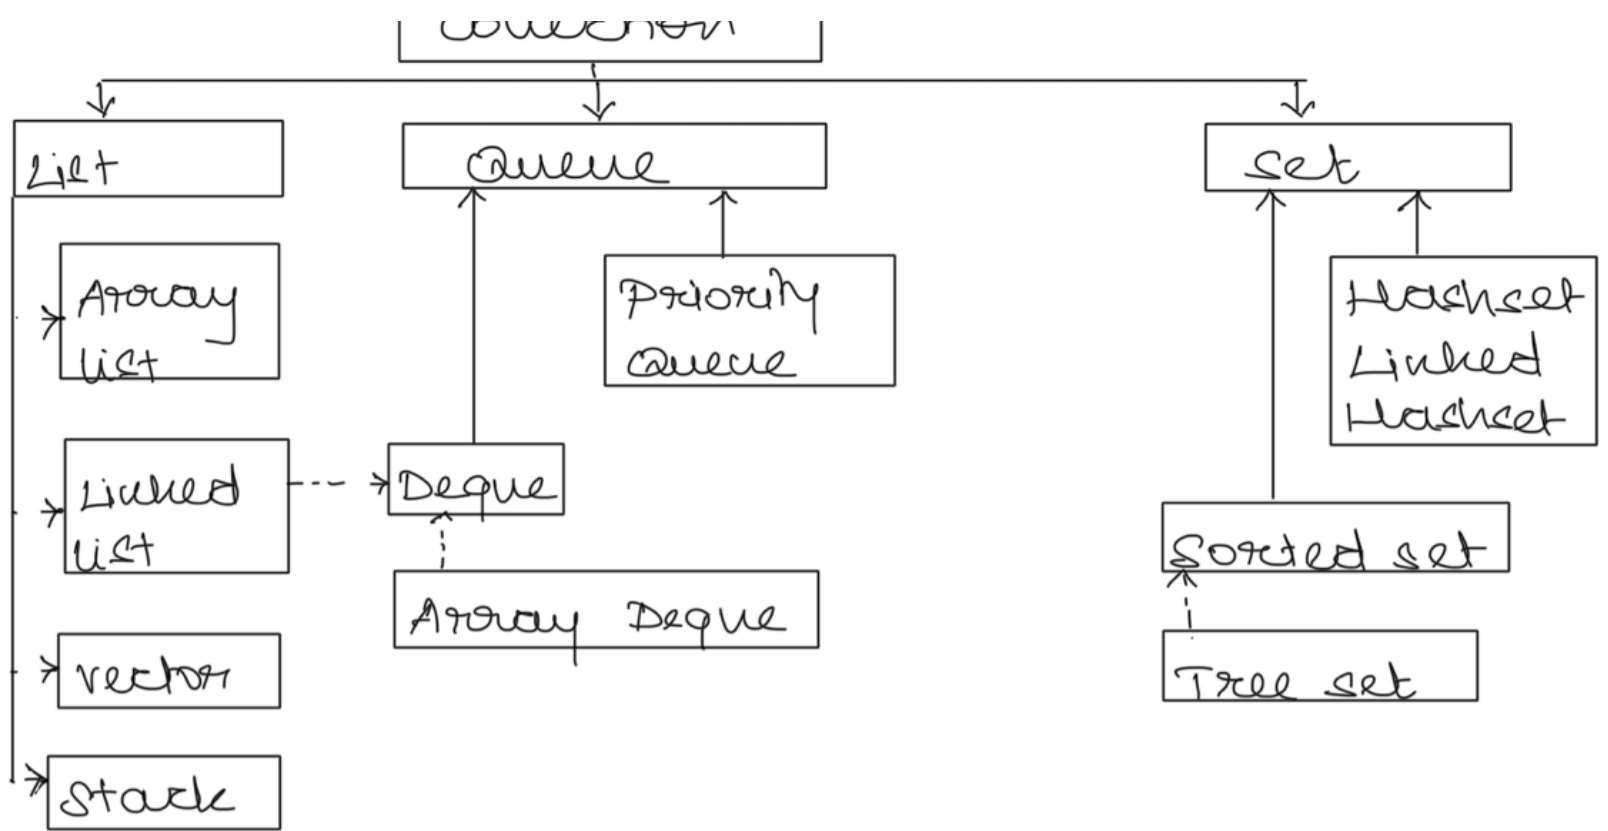 Collection
List
Queue
Set
Array
list
Priority
Queue
Hashset
Linked
Hashset
Linked
list
Deque
Sorted set
Array Deque
Vector
Tree set
Stack